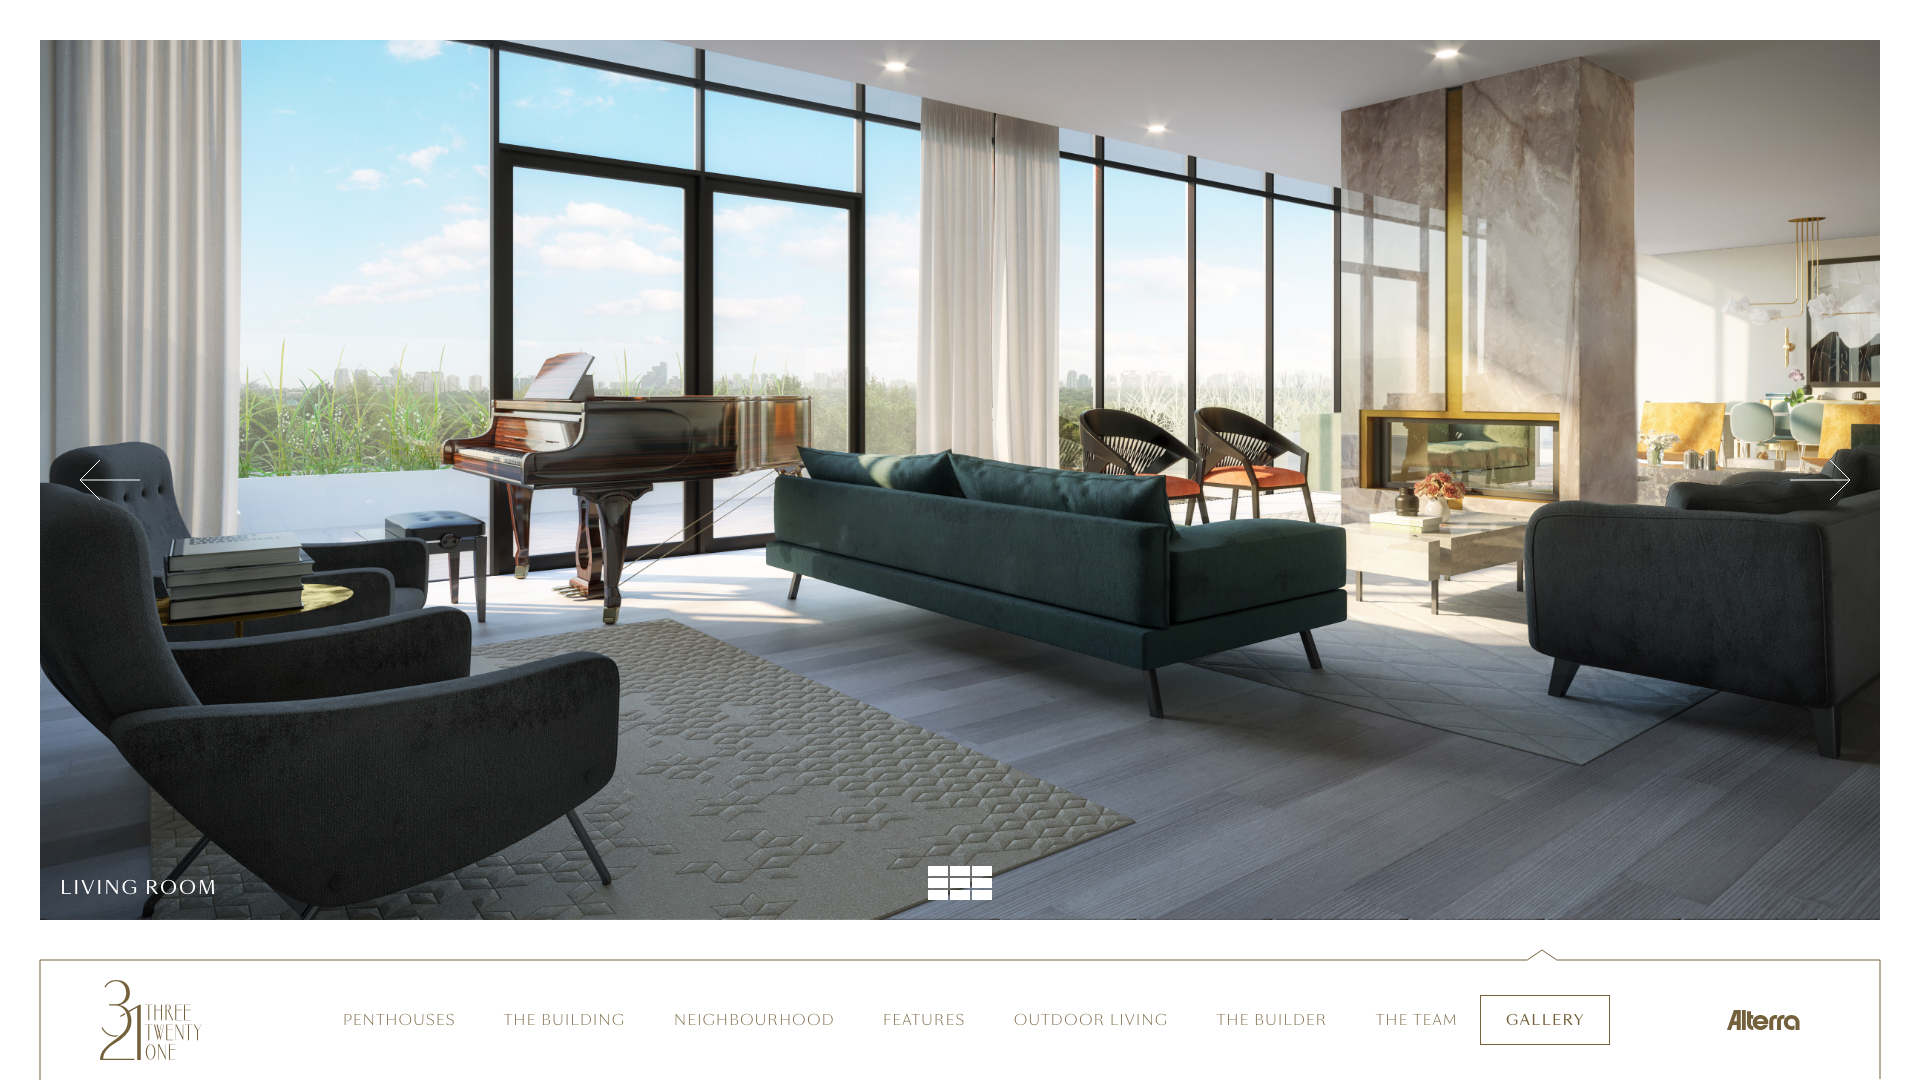 LIVING ROOM
321 THREE
TWENTY
ONE
PENTHOUSES
THE BUILDING
NEIGHBOURHOOD
FEATURES
OUTDOOR LIVING
THE BUILDER
THE TEAM
GALLERY
Alterra